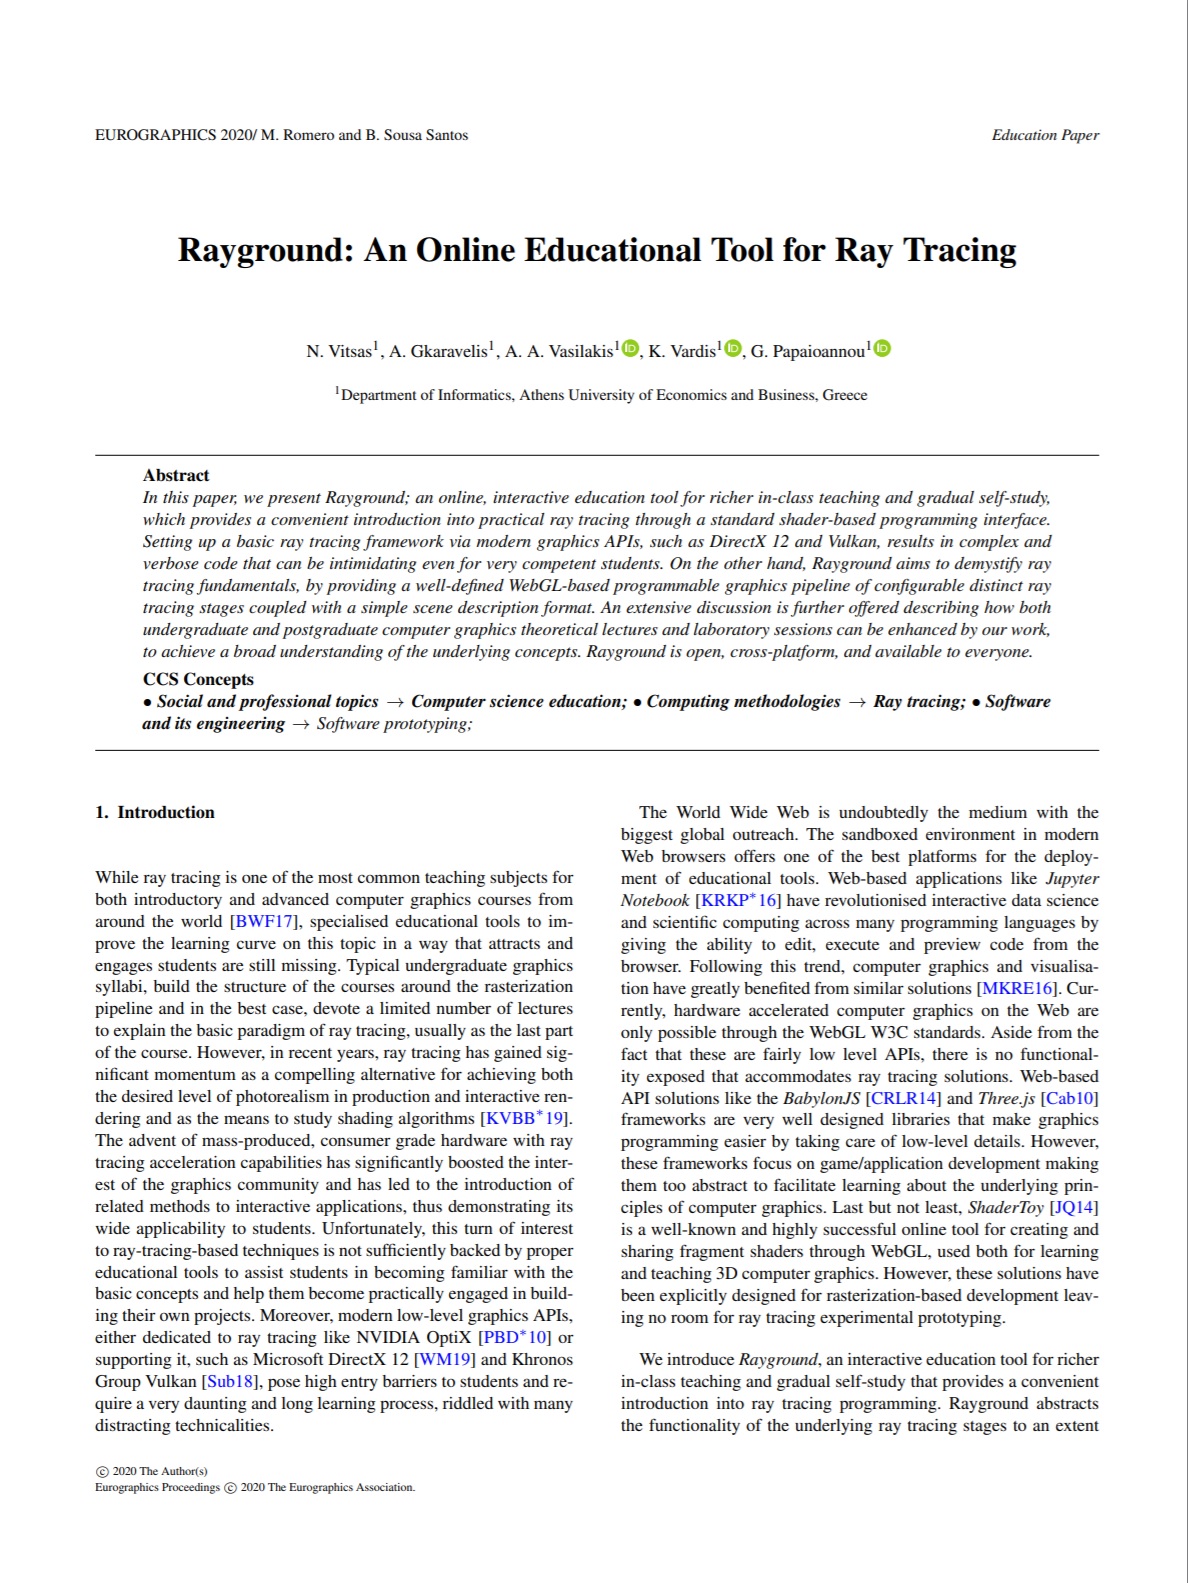 EUROGRAPHICS 2020/ M. Romero and B. Sousa Santos
Education Paper
Rayground: An Online Educational Tool for Ray Tracing
N. Vitsas1, A. Gkaravelis1, A. A. Vasilakis1 iD, K. Vardis1 iD, G. Papaioannou1 iD
1Department of Informatics, Athens University of Economics and Business, Greece
Abstract
In this paper, we present Rayground; an online, interactive education tool for richer in-class teaching and gradual self-study,
which provides a convenient introduction into practical ray tracing through a standard shader-based programming interface.
Setting up a basic ray tracing framework via modern graphics APIs, such as DirectX 12 and Vulkan, results in complex and
verbose code that can be intimidating even for very competent students. On the other hand, Rayground aims to demystify ray
tracing fundamentals, by providing a well-defined WebGL-based programmable graphics pipeline of configurable distinct ray
tracing stages coupled with a simple scene description format. An extensive discussion is further offered describing how both
undergraduate and postgraduate computer graphics theoretical lectures and laboratory sessions can be enhanced by our work,
to achieve a broad understanding of the underlying concepts. Rayground is open, cross-platform, and available to everyone.
CCS Concepts
• Social and professional topics → Computer science education; • Computing methodologies → Ray tracing; • Software
and its engineering → Software prototyping;
1. Introduction
While ray tracing is one of the most common teaching subjects for
both introductory and advanced computer graphics courses from
around the world [BWF17], specialised educational tools to im-
prove the learning curve on this topic in a way that attracts and
engages students are still missing. Typical undergraduate graphics
syllabi, build the structure of the courses around the rasterization
pipeline and in the best case, devote a limited number of lectures
to explain the basic paradigm of ray tracing, usually as the last part
of the course. However, in recent years, ray tracing has gained sig-
nificant momentum as a compelling alternative for achieving both
the desired level of photorealism in production and interactive ren-
dering and as the means to study shading algorithms [KVBB*19].
The advent of mass-produced, consumer grade hardware with ray
tracing acceleration capabilities has significantly boosted the inter-
est of the graphics community and has led to the introduction of
related methods to interactive applications, thus demonstrating its
wide applicability to students. Unfortunately, this turn of interest
to ray-tracing-based techniques is not sufficiently backed by proper
educational tools to assist students in becoming familiar with the
basic concepts and help them become practically engaged in build-
ing their own projects. Moreover, modern low-level graphics APIs,
either dedicated to ray tracing like NVIDIA OptiX [PBD*10] or
supporting it, such as Microsoft DirectX 12 [WM19] and Khronos
Group Vulkan [Sub18], pose high entry barriers to students and re-
quire a very daunting and long learning process, riddled with many
distracting technicalities.
The World Wide Web is undoubtedly the medium with the
biggest global outreach. The sandboxed environment in modern
Web browsers offers one of the best platforms for the deploy-
ment of educational tools. Web-based applications like Jupyter
Notebook [KRKP*16] have revolutionised interactive data science
and scientific computing across many programming languages by
giving the ability to edit, execute and preview code from the
browser. Following this trend, computer graphics and visualisa-
tion have greatly benefited from similar solutions [MKRE16]. Cur-
rently, hardware accelerated computer graphics on the Web are
only possible through the WebGL W3C standards. Aside from the
fact that these are fairly low level APIs, there is no functional-
ity exposed that accommodates ray tracing solutions. Web-based
API solutions like the BabylonJS [CRLR14] and Three.js [Cab10]
frameworks are very well designed libraries that make graphics
programming easier by taking care of low-level details. However,
these frameworks focus on game/application development making
them too abstract to facilitate learning about the underlying prin-
ciples of computer graphics. Last but not least, ShaderToy [JQ14]
is a well-known and highly successful online tool for creating and
sharing fragment shaders through WebGL, used both for learning
and teaching 3D computer graphics. However, these solutions have
been explicitly designed for rasterization-based development leav-
ing no room for ray tracing experimental prototyping.
We introduce Rayground, an interactive education tool for richer
in-class teaching and gradual self-study that provides a convenient
introduction into ray tracing programming. Rayground abstracts
the functionality of the underlying ray tracing stages to an extent
© 2020 The Author(s)
Eurographics Proceedings © 2020 The Eurographics Association.